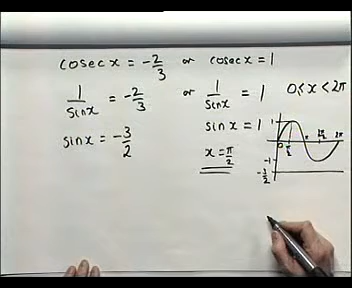 cosec x = -2/3 or cosec x = 1
1/sin x = -2/3 or 1/sin x = 1 0 < x < 2π
sin x = -3/2 sin x = 1
x = π/2
1
0 π/2 π 3π/2 2π
-1
-3/2